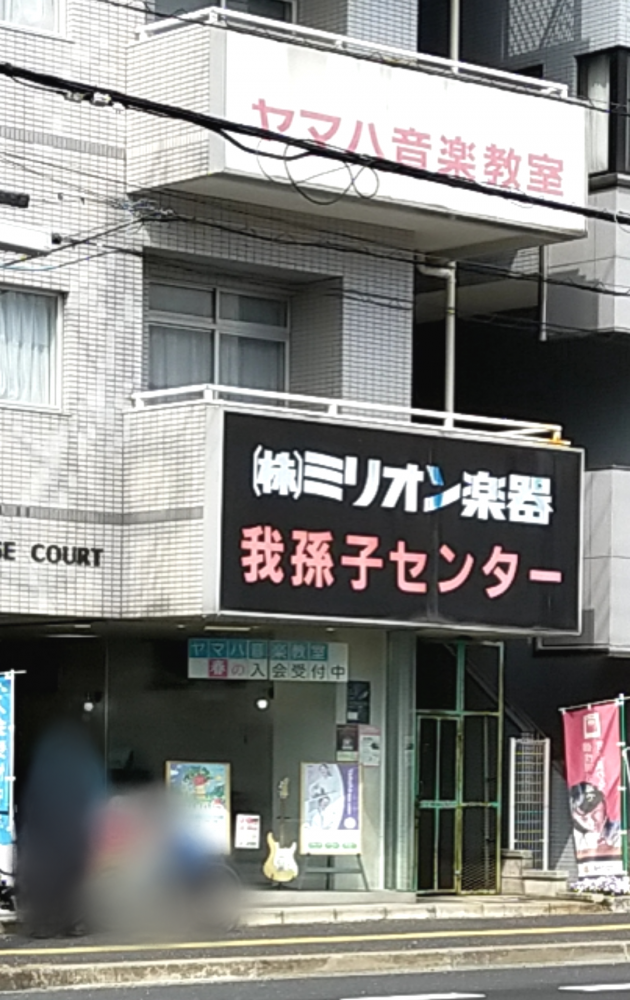 ヤマハ音楽教室
(株)ミリオン楽器
我孫子センター
SE COURT
ヤマハ音楽教室
春の入会受付中